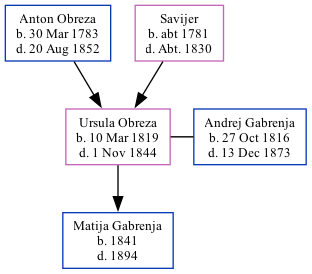 Anton Obreza
b. 30 Mar 1783
d. 20 Aug 1852
Savijer
b. abt 1781
d. Abt. 1830
Ursula Obreza
b. 10 Mar 1819
d. 1 Nov 1844
Andrej Gabrenja
b. 27 Oct 1816
d. 13 Dec 1873
Matija Gabrenja
b. 1841
d. 1894